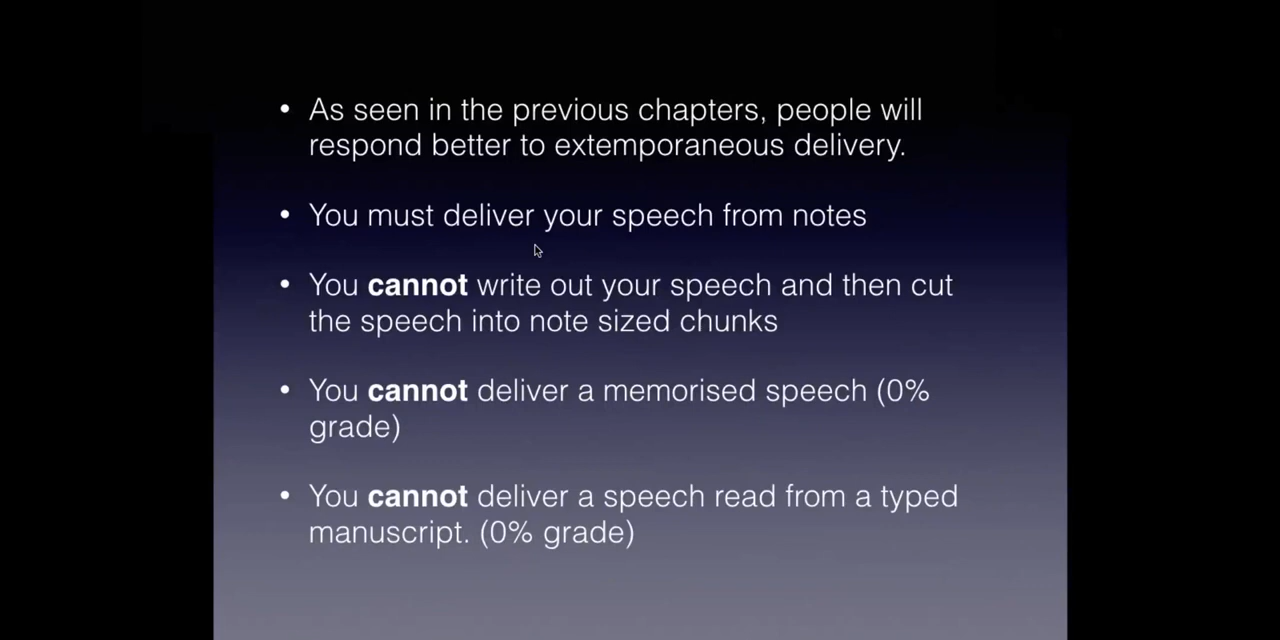 • As seen in the previous chapters, people will
respond better to extemporaneous delivery.
• You must deliver your speech from notes
• You cannot write out your speech and then cut
the speech into note sized chunks
• You cannot deliver a memorised speech (0%
grade)
• You cannot deliver a speech read from a typed
manuscript. (0% grade)